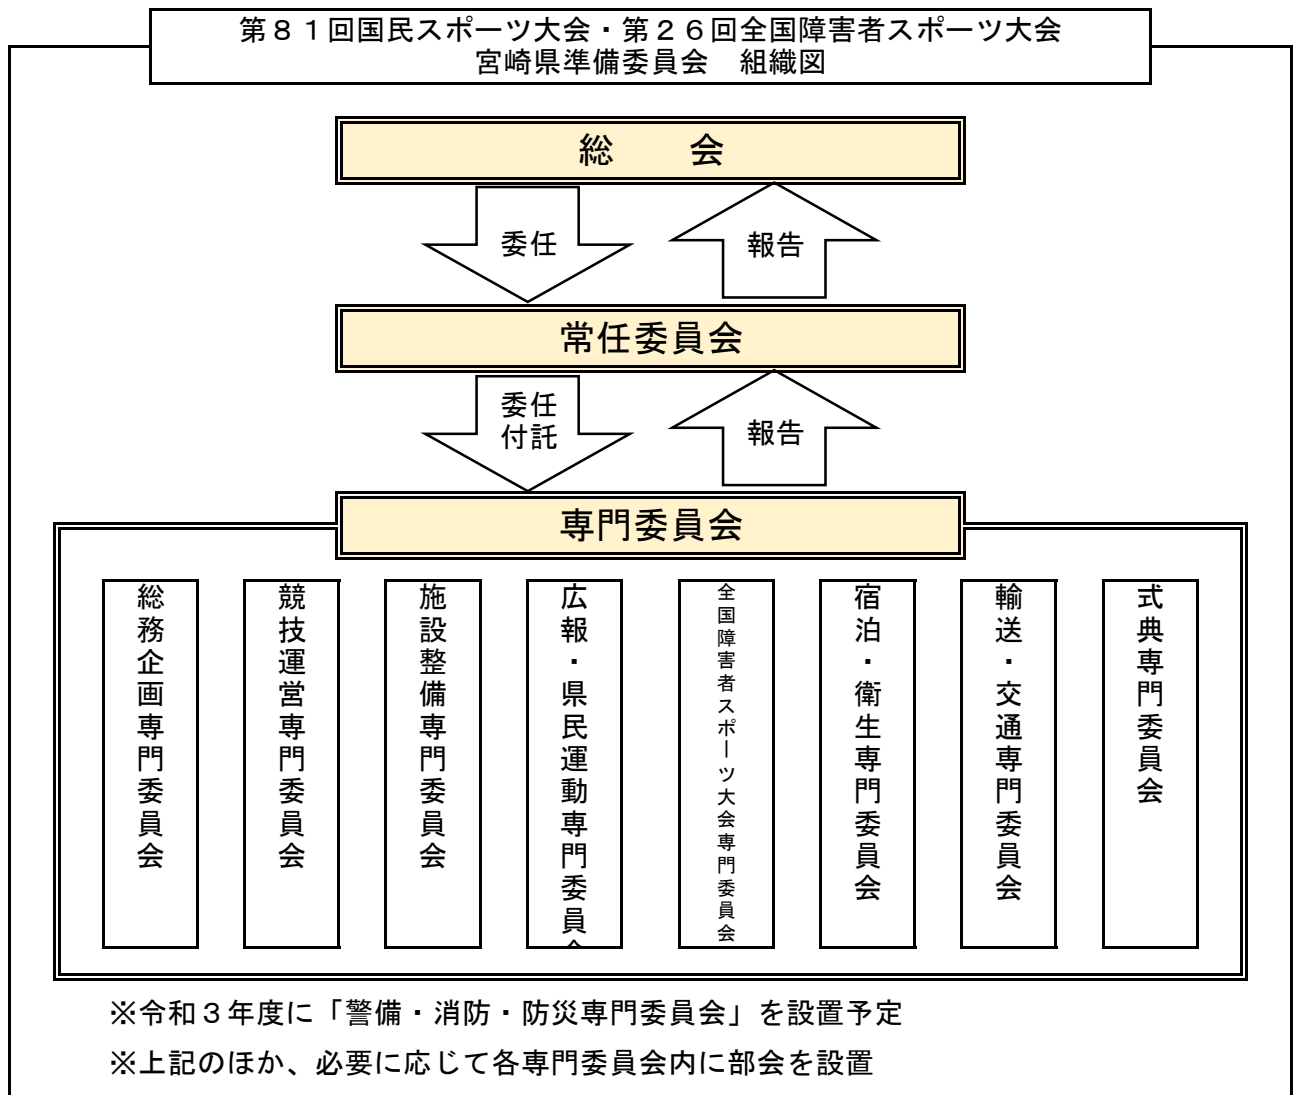 第８１回国民スポーツ大会・第２６回全国障害者スポーツ大会
宮崎県準備委員会　組織図
総　会
委任
報告
常任委員会
委任
付託
報告
専門委員会
総務企画専門委員会
競技運営専門委員会
施設整備専門委員会
広報・県民運動専門委員会
全国障害者スポーツ大会専門委員会
宿泊・衛生専門委員会
輸送・交通専門委員会
式典専門委員会
※令和３年度に「警備・消防・防災専門委員会」を設置予定
※上記のほか、必要に応じて各専門委員会内に部会を設置